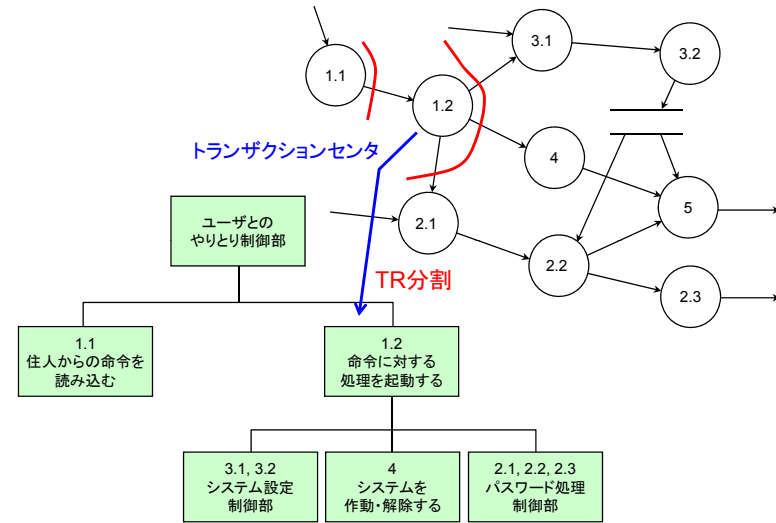 3.1
3.2
1.1
1.2
トランザクションセンタ
4
5
2.1
2.2
2.3
TR分割
ユーザとの
やりとり制御部
1.1
住人からの命令を
読み込む
1.2
命令に対する
処理を起動する
3.1, 3.2
システム設定
制御部
4
システムを
作動・解除する
2.1, 2.2, 2.3
パスワード処理
制御部